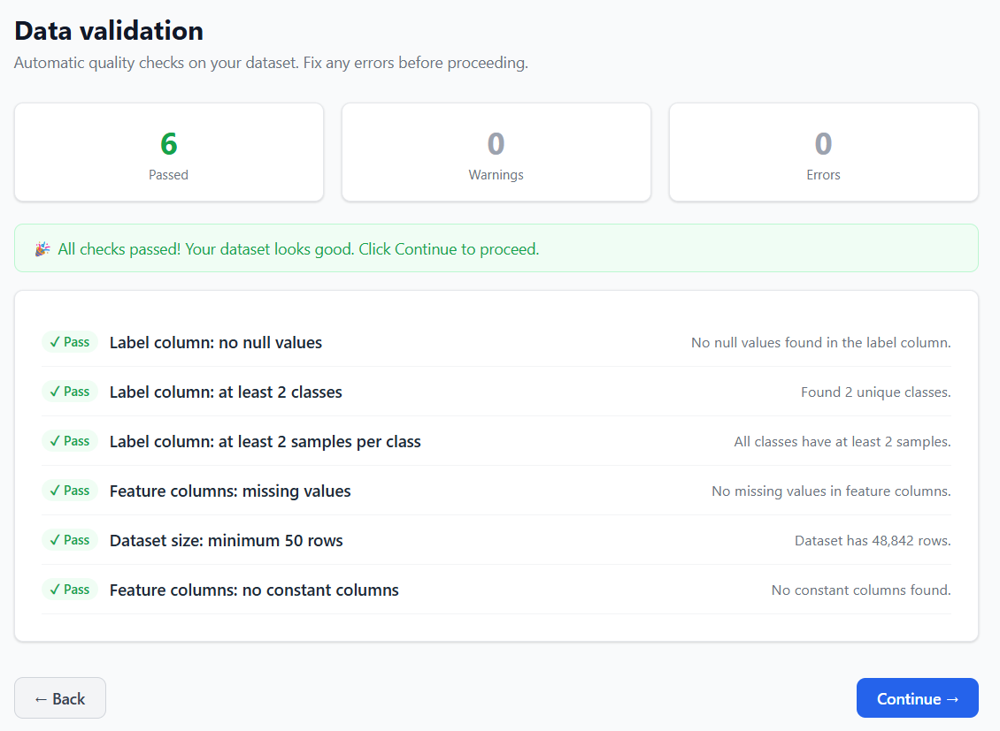 Data validation
Automatic quality checks on your dataset. Fix any errors before proceeding.
6
Passed
0
Warnings
0
Errors
🎉 All checks passed! Your dataset looks good. Click Continue to proceed.
✓ Pass Label column: no null values No null values found in the label column.
✓ Pass Label column: at least 2 classes Found 2 unique classes.
✓ Pass Label column: at least 2 samples per class All classes have at least 2 samples.
✓ Pass Feature columns: missing values No missing values in feature columns.
✓ Pass Dataset size: minimum 50 rows Dataset has 48,842 rows.
✓ Pass Feature columns: no constant columns No constant columns found.
← Back
Continue →